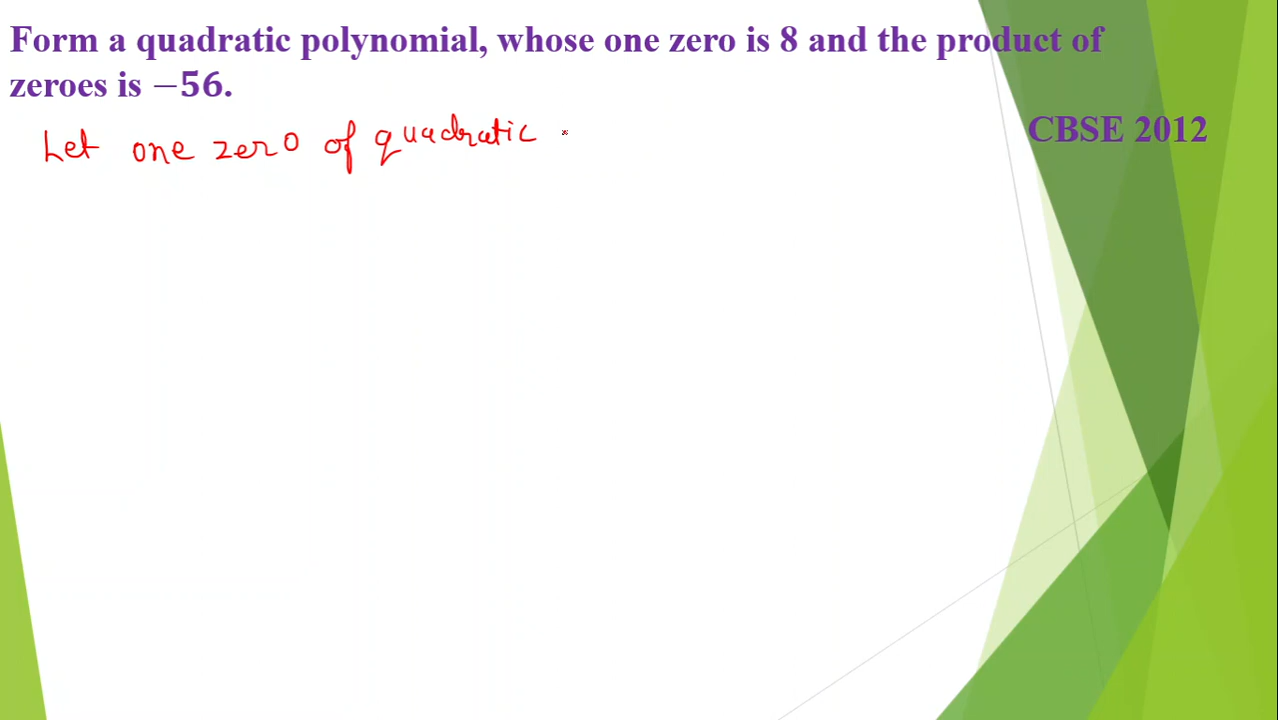 Form a quadratic polynomial, whose one zero is 8 and the product of
zeroes is −56.
CBSE 2012
Let one zero of quadratic